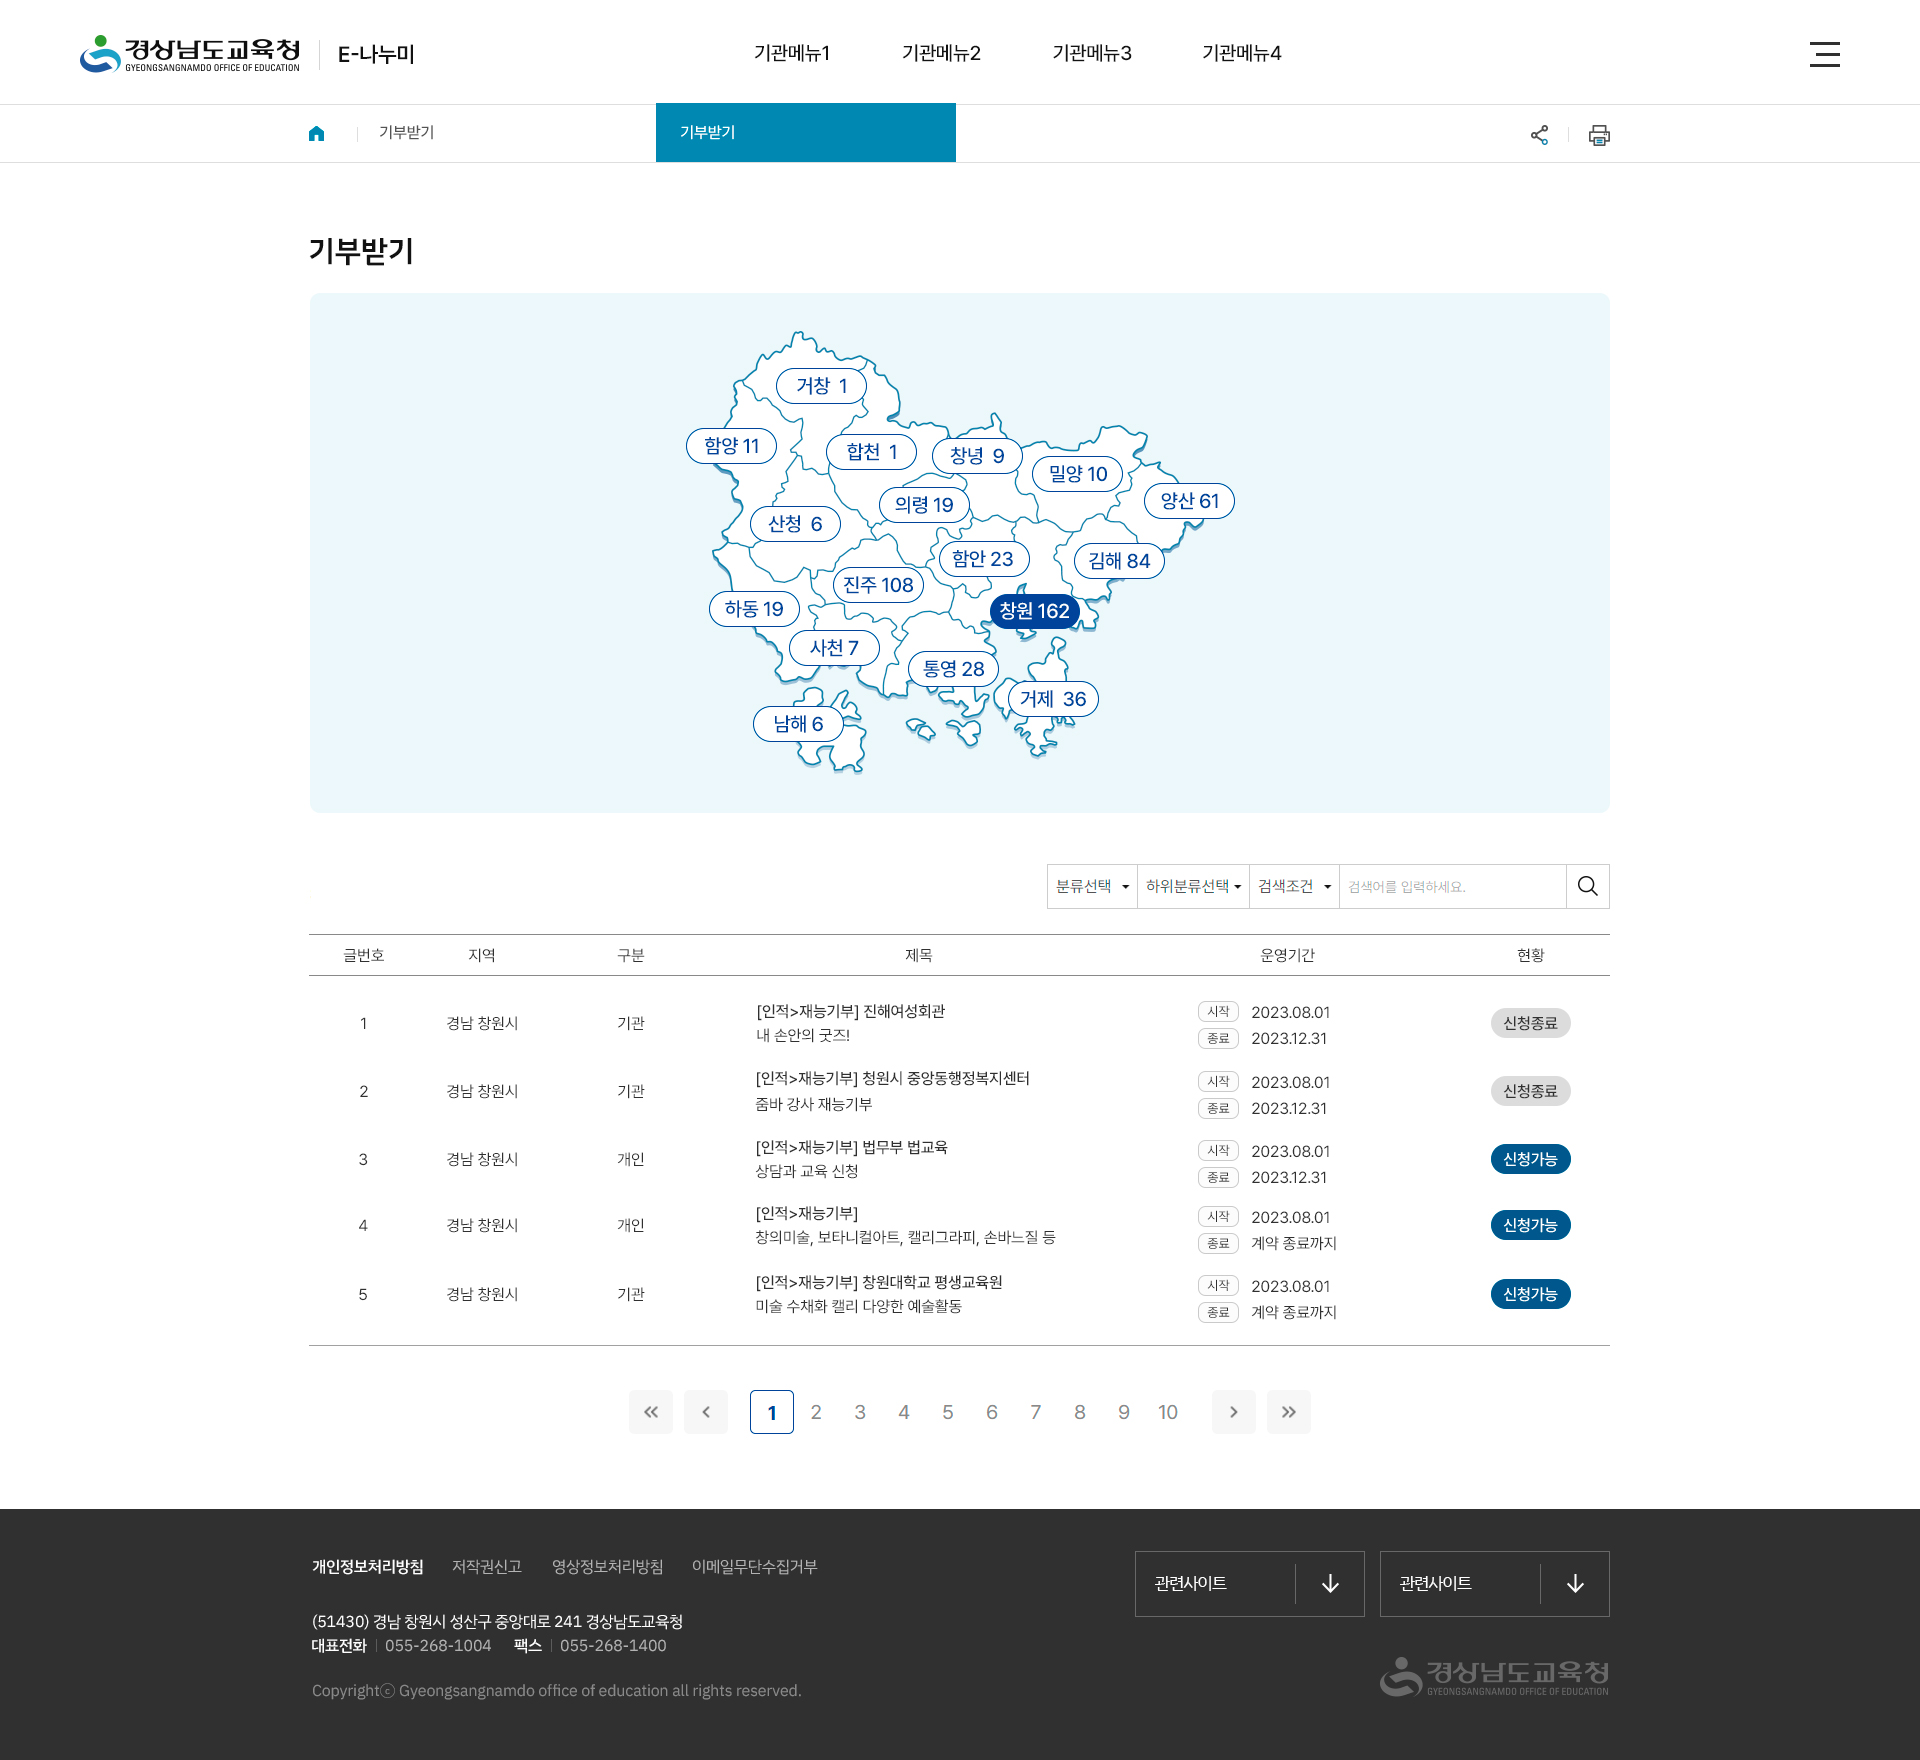 경상남도교육청
GYEONGSANGNAMDO OFFICE OF EDUCATION
E-나누미
기관메뉴1
기관메뉴2
기관메뉴3
기관메뉴4
기부받기
기부받기
기부받기
거창 1
함양 11
합천 1
창녕 9
밀양 10
양산 61
의령 19
산청 6
함안 23
김해 84
진주 108
하동 19
창원 162
사천 7
통영 28
거제 36
남해 6
분류선택
하위분류선택
검색조건
검색어를 입력하세요.
글번호 지역 구분 제목 운영기간 현황
1 경남 창원시 기관
[인적>재능기부] 진해여성회관
내 손안의 굿즈!
시작 2023.08.01
종료 2023.12.31
신청종료
2 경남 창원시 기관
[인적>재능기부] 청원시 중앙동행정복지센터
줌바 강사 재능기부
시작 2023.08.01
종료 2023.12.31
신청종료
3 경남 창원시 개인
[인적>재능기부] 법무부 법교육
상담과 교육 신청
시작 2023.08.01
종료 2023.12.31
신청가능
4 경남 창원시 개인
[인적>재능기부]
창의미술, 보타니컬아트, 캘리그라피, 손바느질 등
시작 2023.08.01
종료 계약 종료까지
신청가능
5 경남 창원시 기관
[인적>재능기부] 창원대학교 평생교육원
미술 수채화 캘리 다양한 예술활동
시작 2023.08.01
종료 계약 종료까지
신청가능
1 2 3 4 5 6 7 8 9 10
개인정보처리방침 저작권신고 영상정보처리방침 이메일무단수집거부
관련사이트
관련사이트
(51430) 경남 창원시 성산구 중앙대로 241 경상남도교육청
대표전화 055-268-1004 팩스 055-268-1400
Copyrightⓒ Gyeongsangnamdo office of education all rights reserved.
경상남도교육청
GYEONGSANGNAMDO OFFICE OF EDUCATION